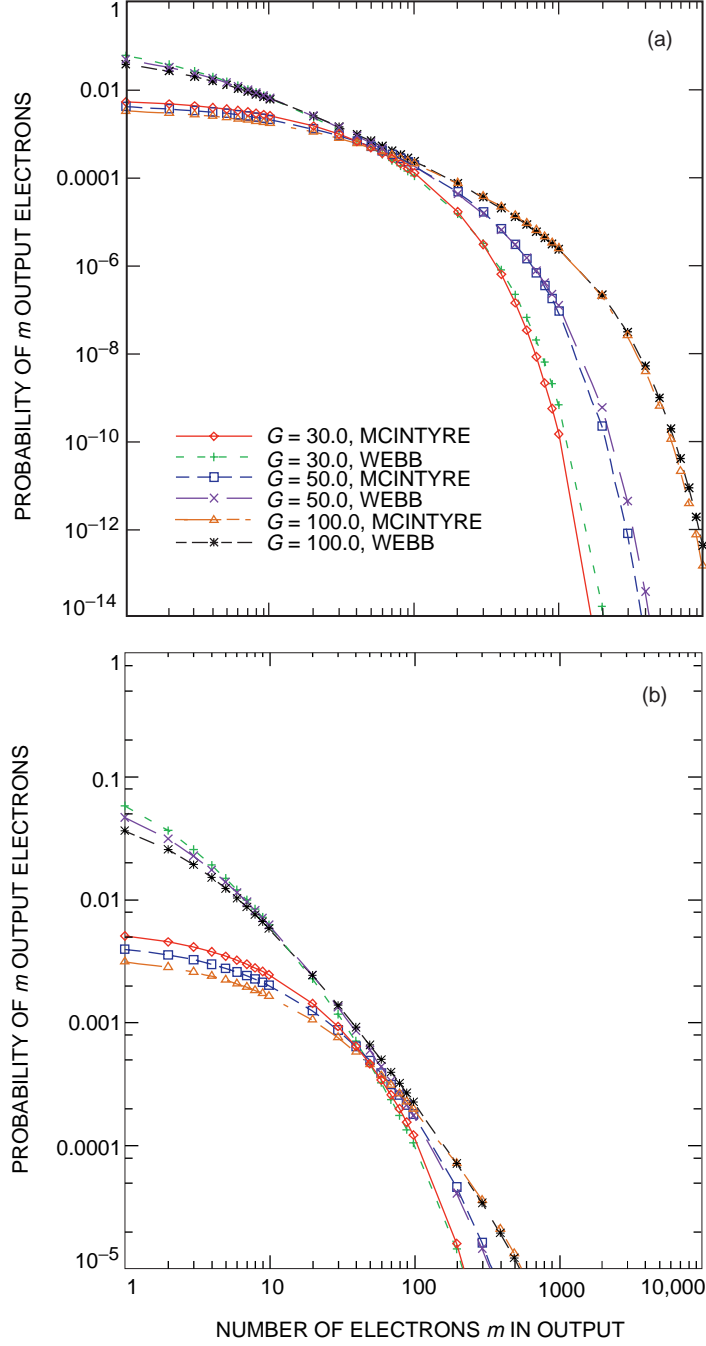 (a)
1
0.01
0.0001
10−6
10−8
10−10
10−12
10−14
PROBABILITY OF m OUTPUT ELECTRONS
G = 30.0, MCINTYRE
G = 30.0, WEBB
G = 50.0, MCINTYRE
G = 50.0, WEBB
G = 100.0, MCINTYRE
G = 100.0, WEBB
(b)
1
0.1
0.01
0.001
0.0001
10−5
PROBABILITY OF m OUTPUT ELECTRONS
1 10 100 1000 10,000
NUMBER OF ELECTRONS m IN OUTPUT